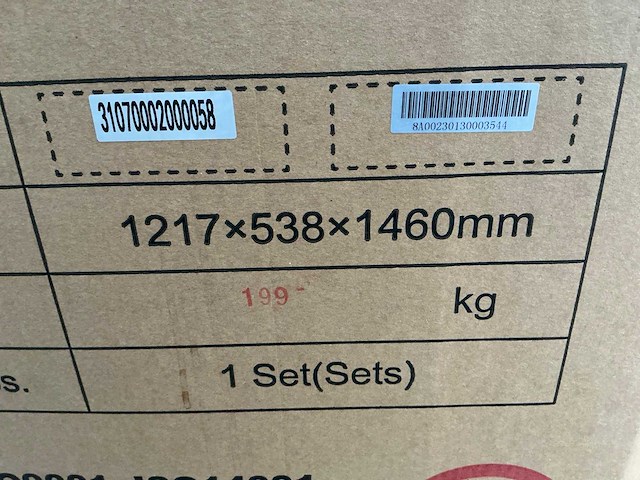 31070002000058
8A00230130003544
1217×538×1460mm
199 kg
s. 1 Set(Sets)